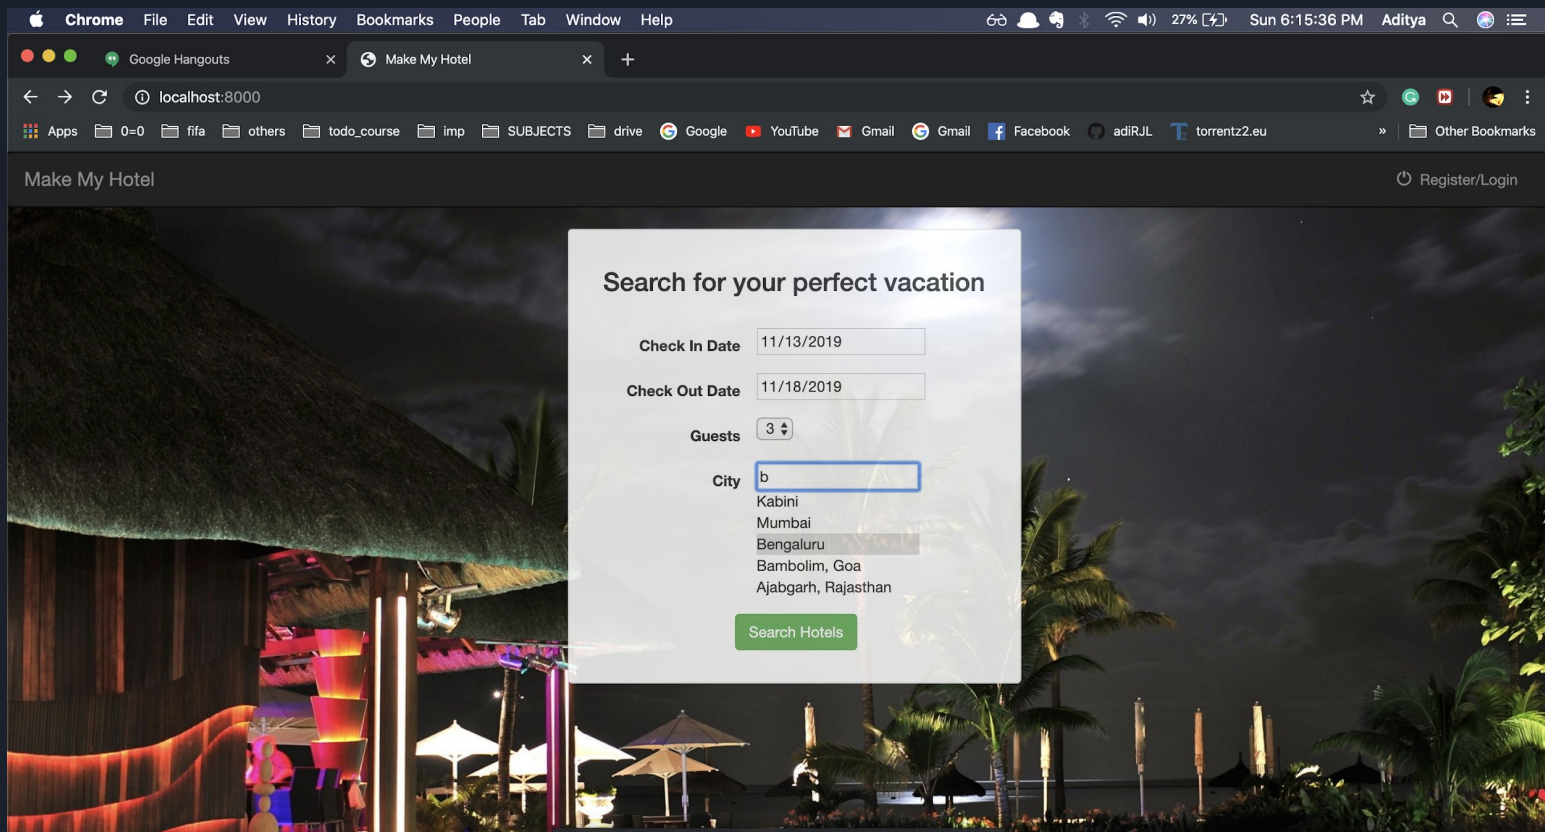 Chrome File Edit View History Bookmarks People Tab Window Help 27% Sun 6:15:36 PM Aditya
Google Hangouts Make My Hotel
localhost:8000
Apps 0=0 fifa others todo_course imp SUBJECTS drive Google YouTube Gmail Gmail Facebook adiRJL torrentz2.eu » Other Bookmarks
Make My Hotel Register/Login
Search for your perfect vacation
Check In Date 11/13/2019
Check Out Date 11/18/2019
Guests 3
City b
Kabini
Mumbai
Bengaluru
Bambolim, Goa
Ajabgarh, Rajasthan
Search Hotels